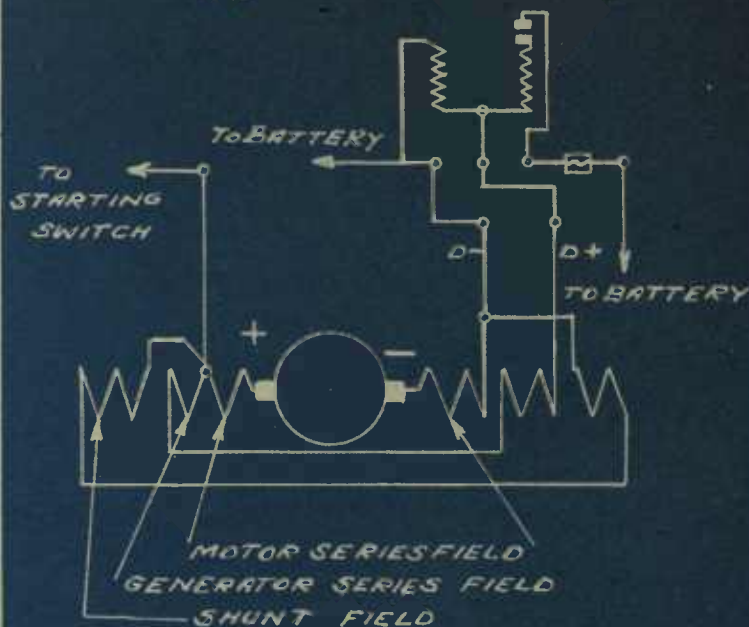 TO BATTERY
TO
STARTING
SWITCH
D-
D+
TO BATTERY
+
-
MOTOR SERIES FIELD
GENERATOR SERIES FIELD
SHUNT FIELD